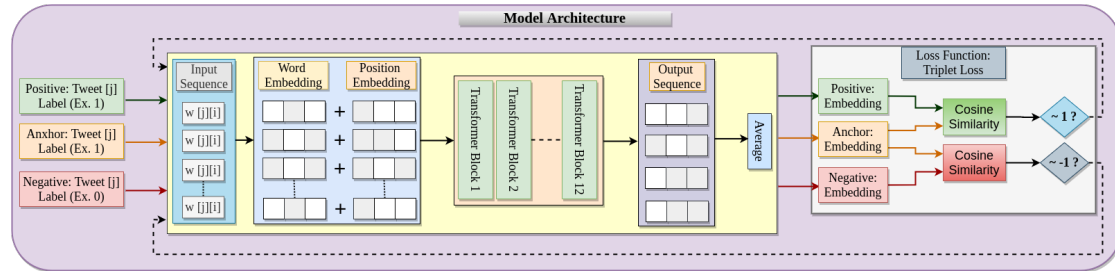 Model Architecture
Positive: Tweet [j]
Label (Ex. 1)
Anxhor: Tweet [j]
Label (Ex. 1)
Negative: Tweet [j]
Label (Ex. 0)
Input
Sequence
w [j][i]
w [j][i]
w [j][i]
w [j][i]
Word
Embedding
Position
Embedding
+
+
+
+
Transformer Block 1
Transformer Block 2
Transformer Block 12
Output
Sequence
Average
Loss Function:
Triplet Loss
Positive:
Embedding
Anchor:
Embedding
Negative:
Embedding
Cosine
Similarity
Cosine
Similarity
~ 1 ?
~ -1 ?